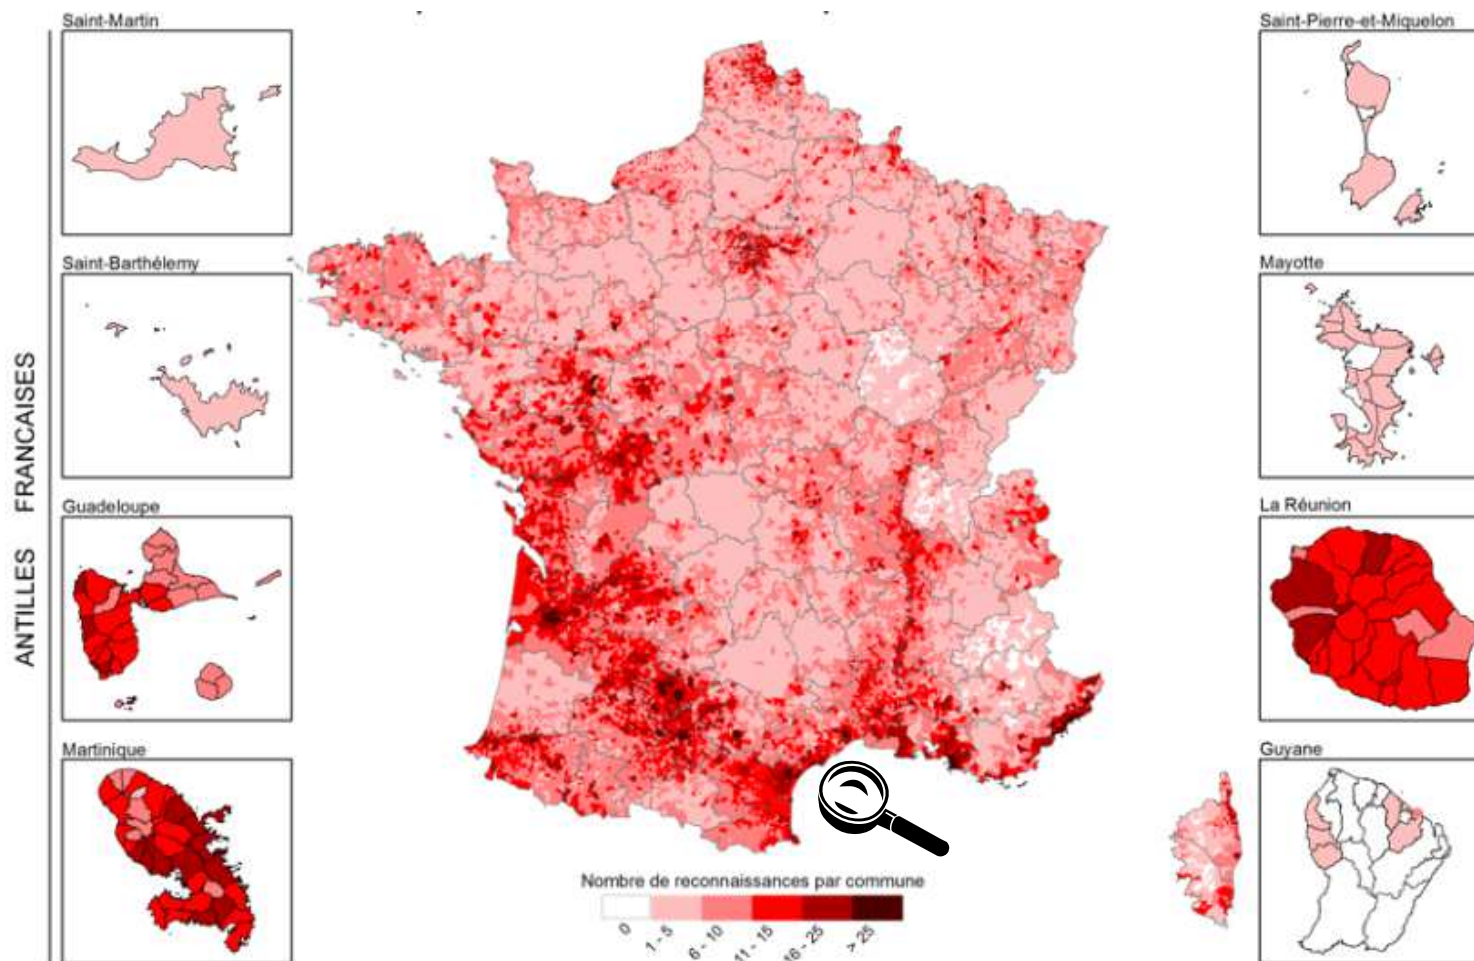 Saint-Martin
Saint-Barthélemy
Guadeloupe
Martinique
ANTILLES FRANCAISES
Saint-Pierre-et-Miquelon
Mayotte
La Réunion
Guyane
Nombre de reconnaissances par commune
0
1 - 5
6 - 10
11 - 15
16 - 25
> 25